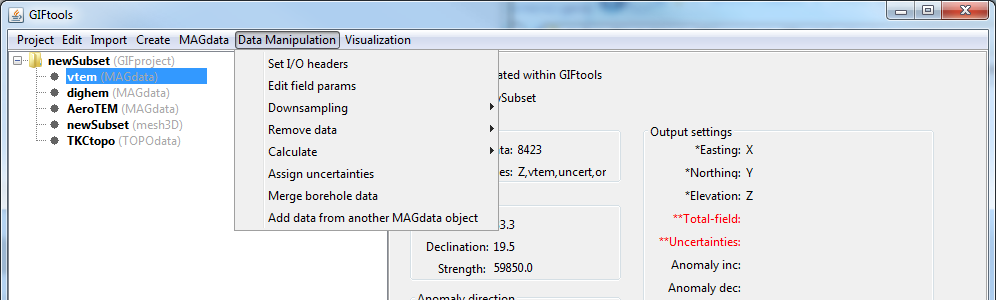 GIFtools
Project Edit Import Create MAGdata Data Manipulation Visualization
newSubset (GIFproject)
vtem (MAGdata)
dighem (MAGdata)
AeroTEM (MAGdata)
newSubset (mesh3D)
TKCtopo (TOPOdata)
Set I/O headers
Edit field params
Downsampling
Remove data
Calculate
Assign uncertainties
Merge borehole data
Add data from another MAGdata object
ated within GIFtools
wSubset
ta: 8423
es: Z,vtem,uncert,or
3.3
Declination: 19.5
Strength: 59850.0
Anomaly direction
Output settings
*Easting: X
*Northing: Y
*Elevation: Z
**Total-field:
**Uncertainties:
Anomaly inc:
Anomaly dec: